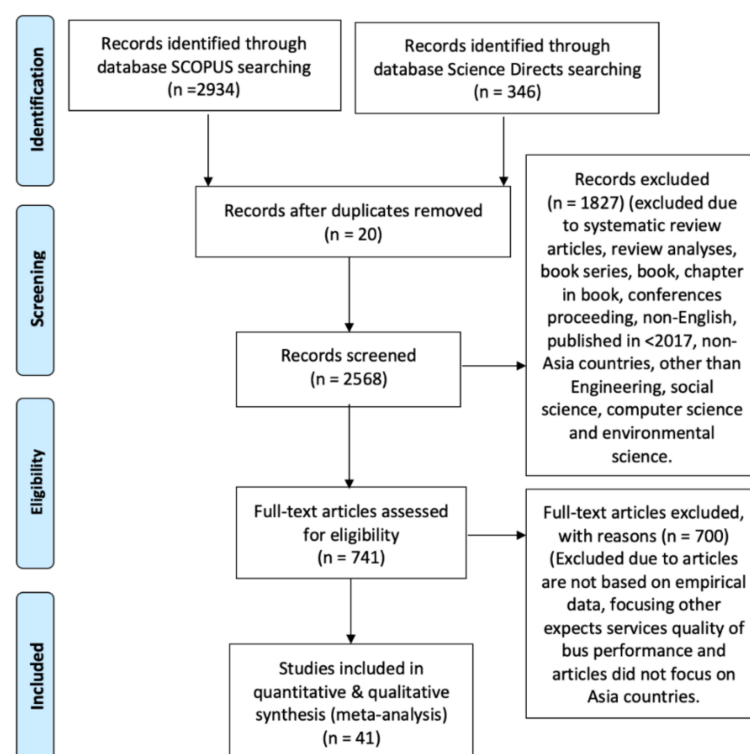 Identification
Records identified through
database SCOPUS searching
(n =2934)
Records identified through
database Science Directs searching
(n = 346)
Screening
Records after duplicates removed
(n = 20)
Records screened
(n = 2568)
Records excluded
(n = 1827) (excluded due
to systematic review
articles, review analyses,
book series, book, chapter
in book, conferences
proceeding, non-English,
published in <2017, non-
Asia countries, other than
Engineering, social
science, computer science
and environmental
science.
Eligibility
Full-text articles assessed
for eligibility
(n = 741)
Full-text articles excluded,
with reasons (n = 700)
(Excluded due to articles
are not based on empirical
data, focusing other
expects services quality of
bus performance and
articles did not focus on
Asia countries.
Included
Studies included in
quantitative & qualitative
synthesis (meta-analysis)
(n = 41)